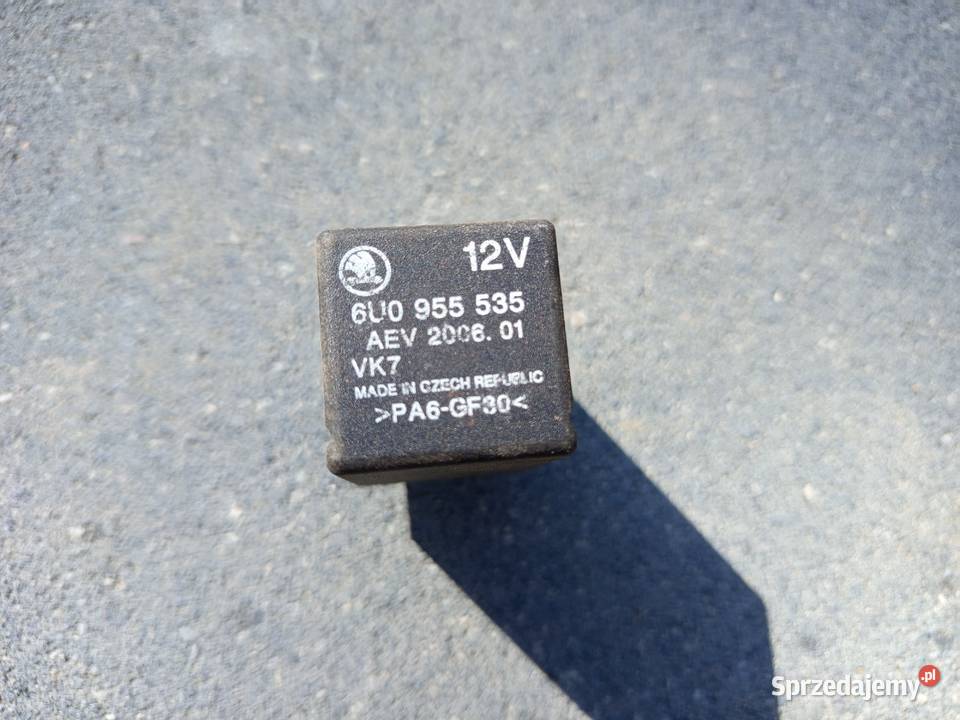 12V
6U0 955 535
AEV 2006. 01
VK7
MADE IN CZECH REPUBLIC
>PA6-GF30<
Sprzedajemy.pl